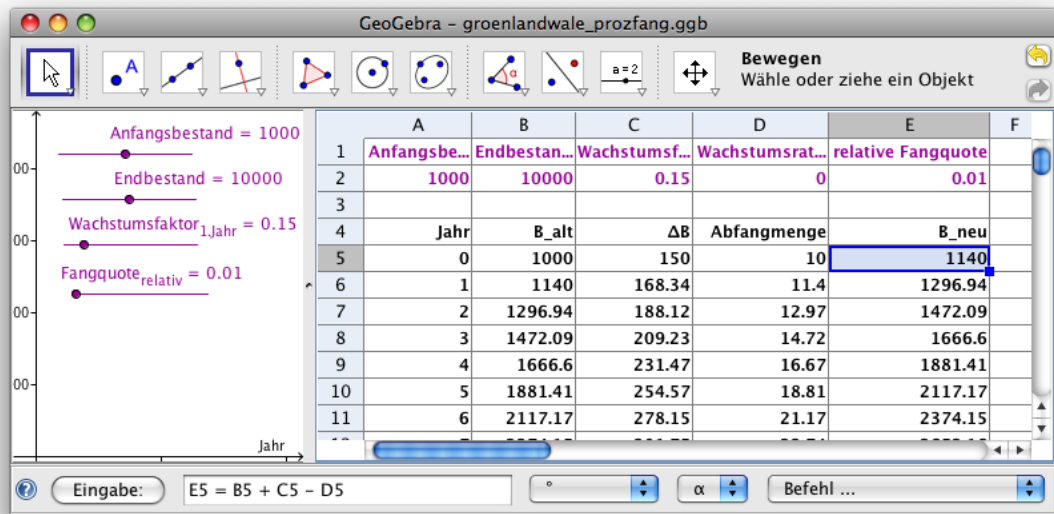 GeoGebra – groenlandwale_prozfang.ggb
A
α
a=2
Bewegen
Wähle oder ziehe ein Objekt
Anfangsbestand = 1000
Endbestand = 10000
Wachstumsfaktor1,Jahr = 0.15
Fangquoterelativ = 0.01
00
00
00
00
Jahr
A B C D E F
1 Anfangsbe... Endbestan... Wachstumsf... Wachstumsrat... relative Fangquote
2 1000 10000 0.15 0 0.01
3
4 Jahr B_alt ΔB Abfangmenge B_neu
5 0 1000 150 10 1140
6 1 1140 168.34 11.4 1296.94
7 2 1296.94 188.12 12.97 1472.09
8 3 1472.09 209.23 14.72 1666.6
9 4 1666.6 231.47 16.67 1881.41
10 5 1881.41 254.57 18.81 2117.17
11 6 2117.17 278.15 21.17 2374.15
? Eingabe: E5 = B5 + C5 – D5 ° α Befehl ...